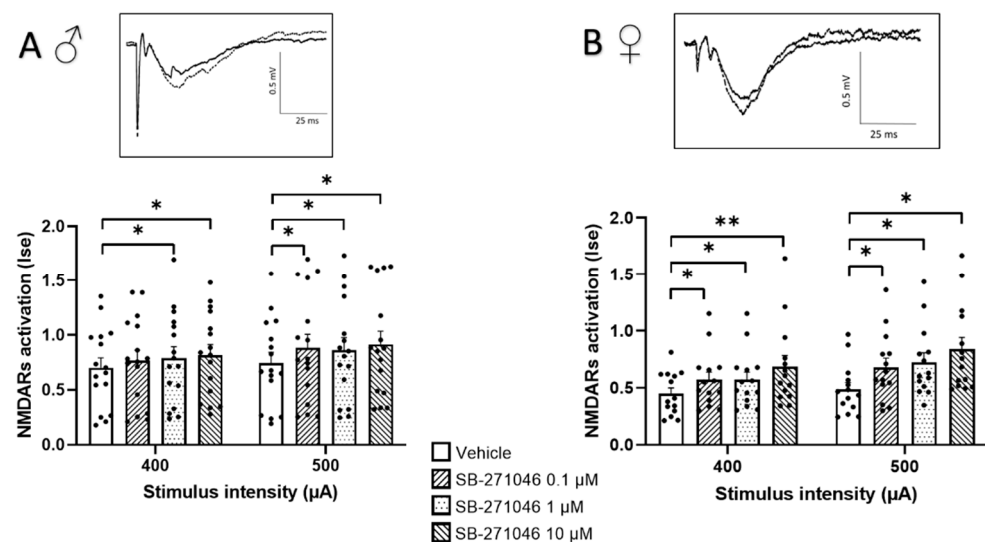 A ♂
0.5 mV
25 ms
B ♀
0.5 mV
25 ms
NMDARs activation (Ise)
2.0
1.5
1.0
0.5
0.0
*
*
*
*
*
400
500
Stimulus intensity (µA)
NMDARs activation (Ise)
2.0
1.5
1.0
0.5
0.0
**
*
*
*
*
*
400
500
Stimulus intensity (µA)
Vehicle
SB-271046 0.1 µM
SB-271046 1 µM
SB-271046 10 µM